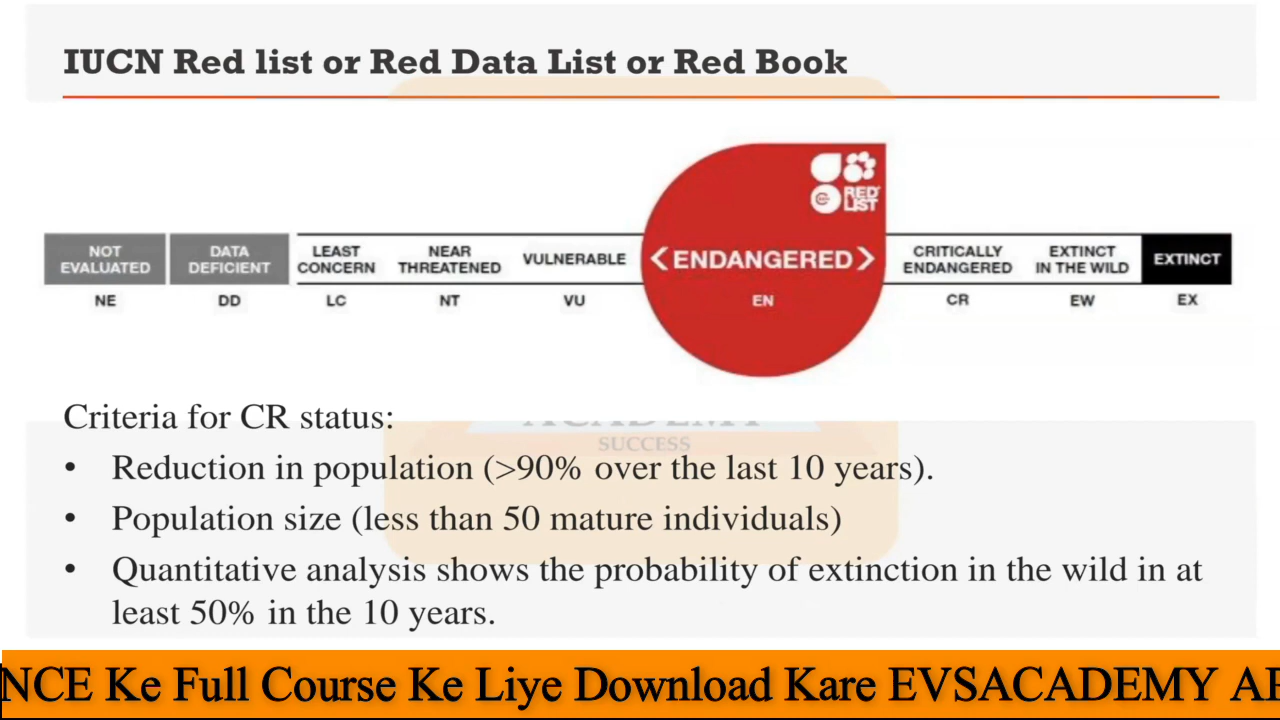 IUCN Red list or Red Data List or Red Book
RED
LIST
NOT
EVALUATED
DATA
DEFICIENT
LEAST
CONCERN
NEAR
THREATENED
VULNERABLE
<ENDANGERED>
CRITICALLY
ENDANGERED
EXTINCT
IN THE WILD
EXTINCT
NE
DD
LC
NT
VU
EN
CR
EW
EX
Criteria for CR status:
ACADEMY
SUCCESS
• Reduction in population (>90% over the last 10 years).
• Population size (less than 50 mature individuals)
• Quantitative analysis shows the probability of extinction in the wild in at
least 50% in the 10 years.
NCE Ke Full Course Ke Liye Download Kare EVSACADEMY